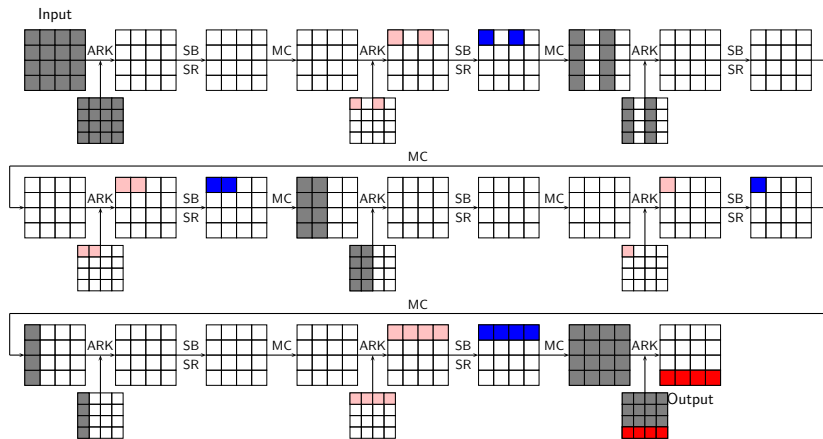 Input
ARK SB MC ARK SB MC ARK SB
SR SR SR
MC
ARK SB MC ARK SB MC ARK SB
SR SR SR
MC
ARK SB MC ARK SB MC ARK
SR SR
Output